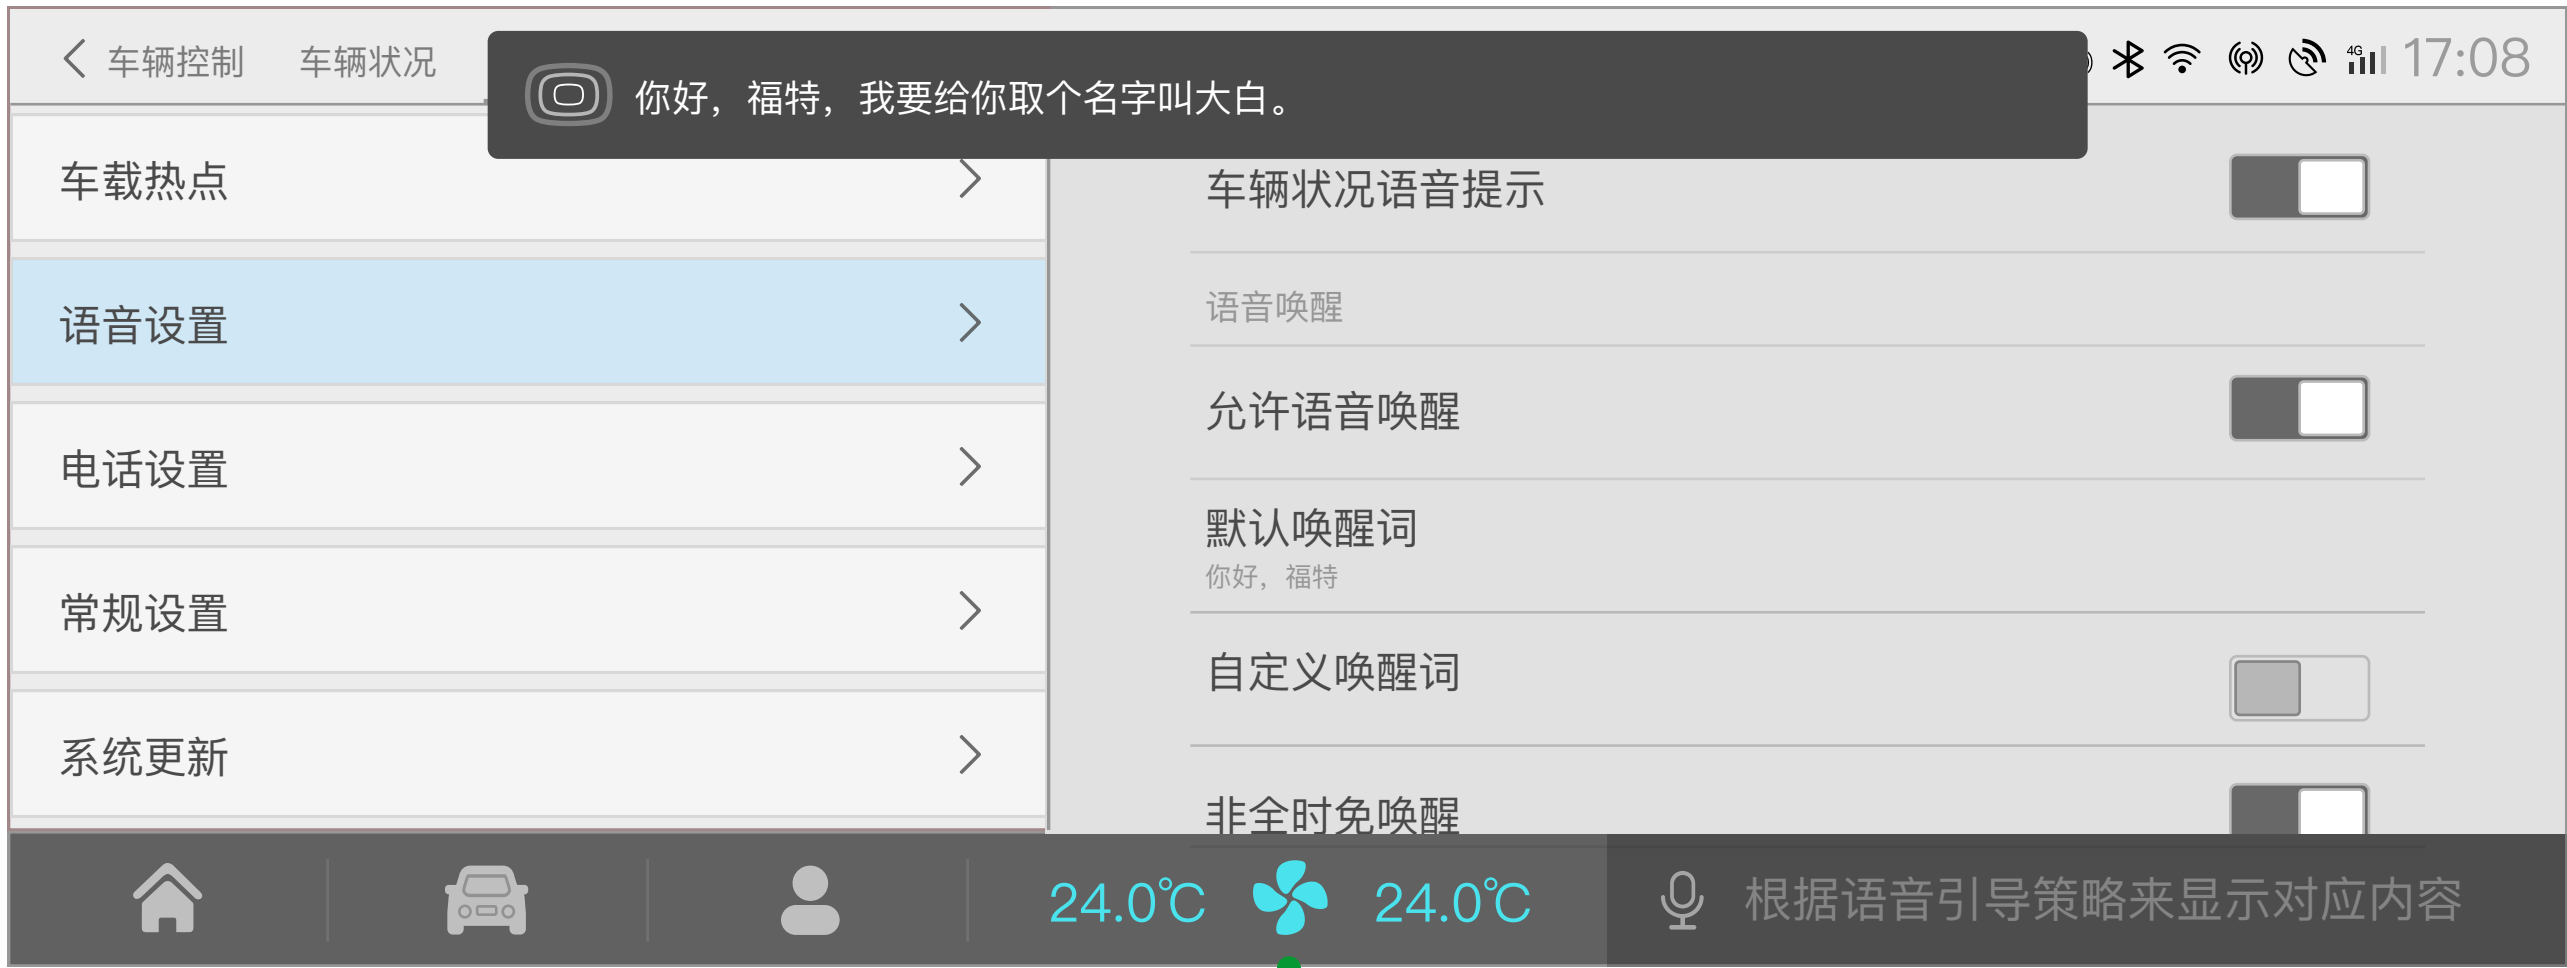 车辆控制 车辆状况
你好，福特，我要给你取个名字叫大白。
4G 17:08
车载热点
语音设置
电话设置
常规设置
系统更新
车辆状况语音提示
语音唤醒
允许语音唤醒
默认唤醒词
你好，福特
自定义唤醒词
非全时免唤醒
24.0℃ 24.0℃
根据语音引导策略来显示对应内容